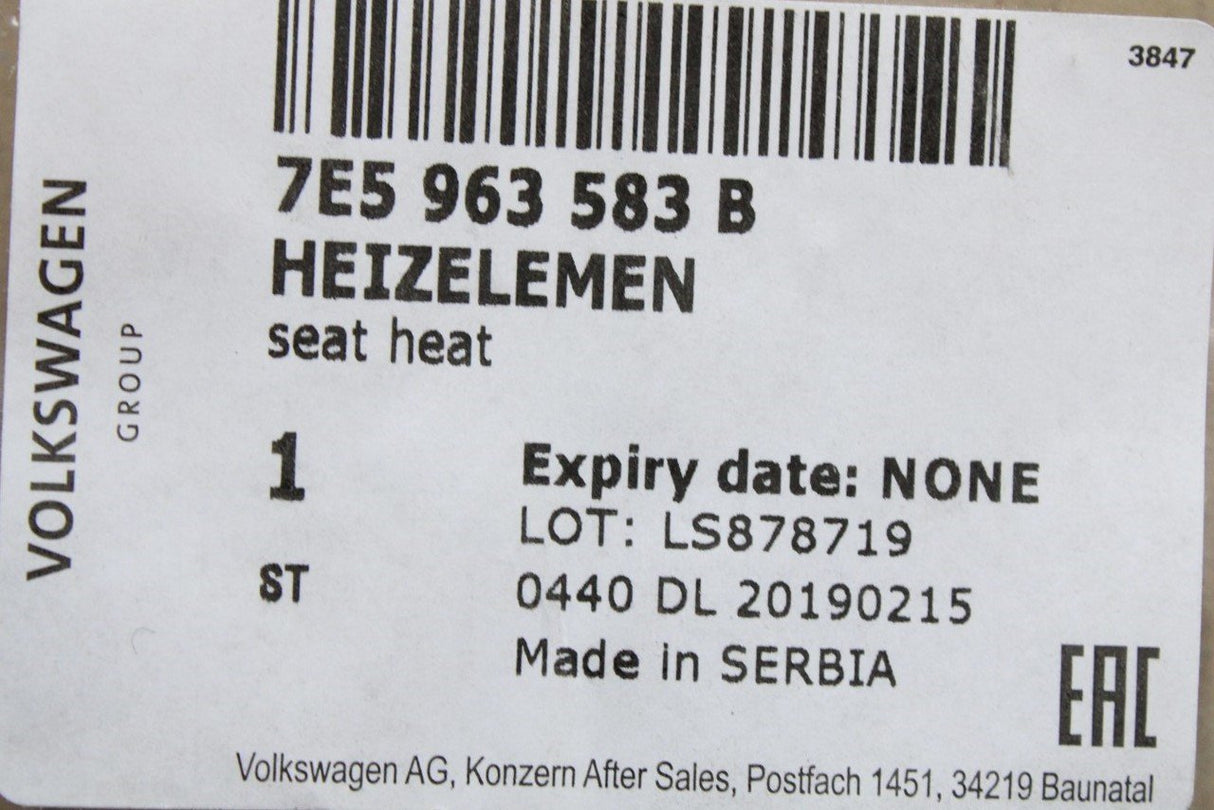 3847
7E5 963 583 B
HEIZELEMEN
seat heat
VOLKSWAGEN
GROUP
1
Expiry date: NONE
LOT: LS878719
ST
0440 DL 20190215
Made in SERBIA
EAC
Volkswagen AG, Konzern After Sales, Postfach 1451, 34219 Baunatal